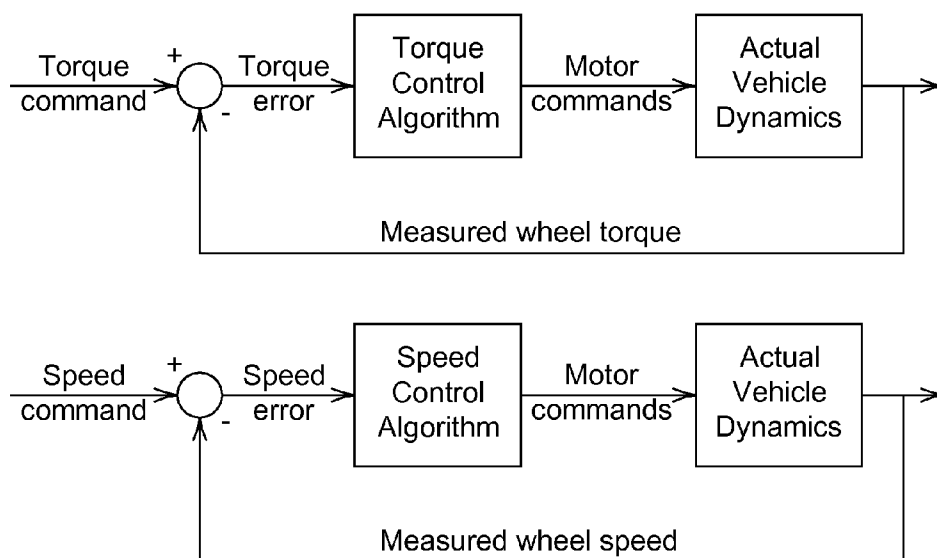 Torque
command
+
-
Torque
error
Torque
Control
Algorithm
Motor
commands
Actual
Vehicle
Dynamics
Measured wheel torque
Speed
command
+
-
Speed
error
Speed
Control
Algorithm
Motor
commands
Actual
Vehicle
Dynamics
Measured wheel speed